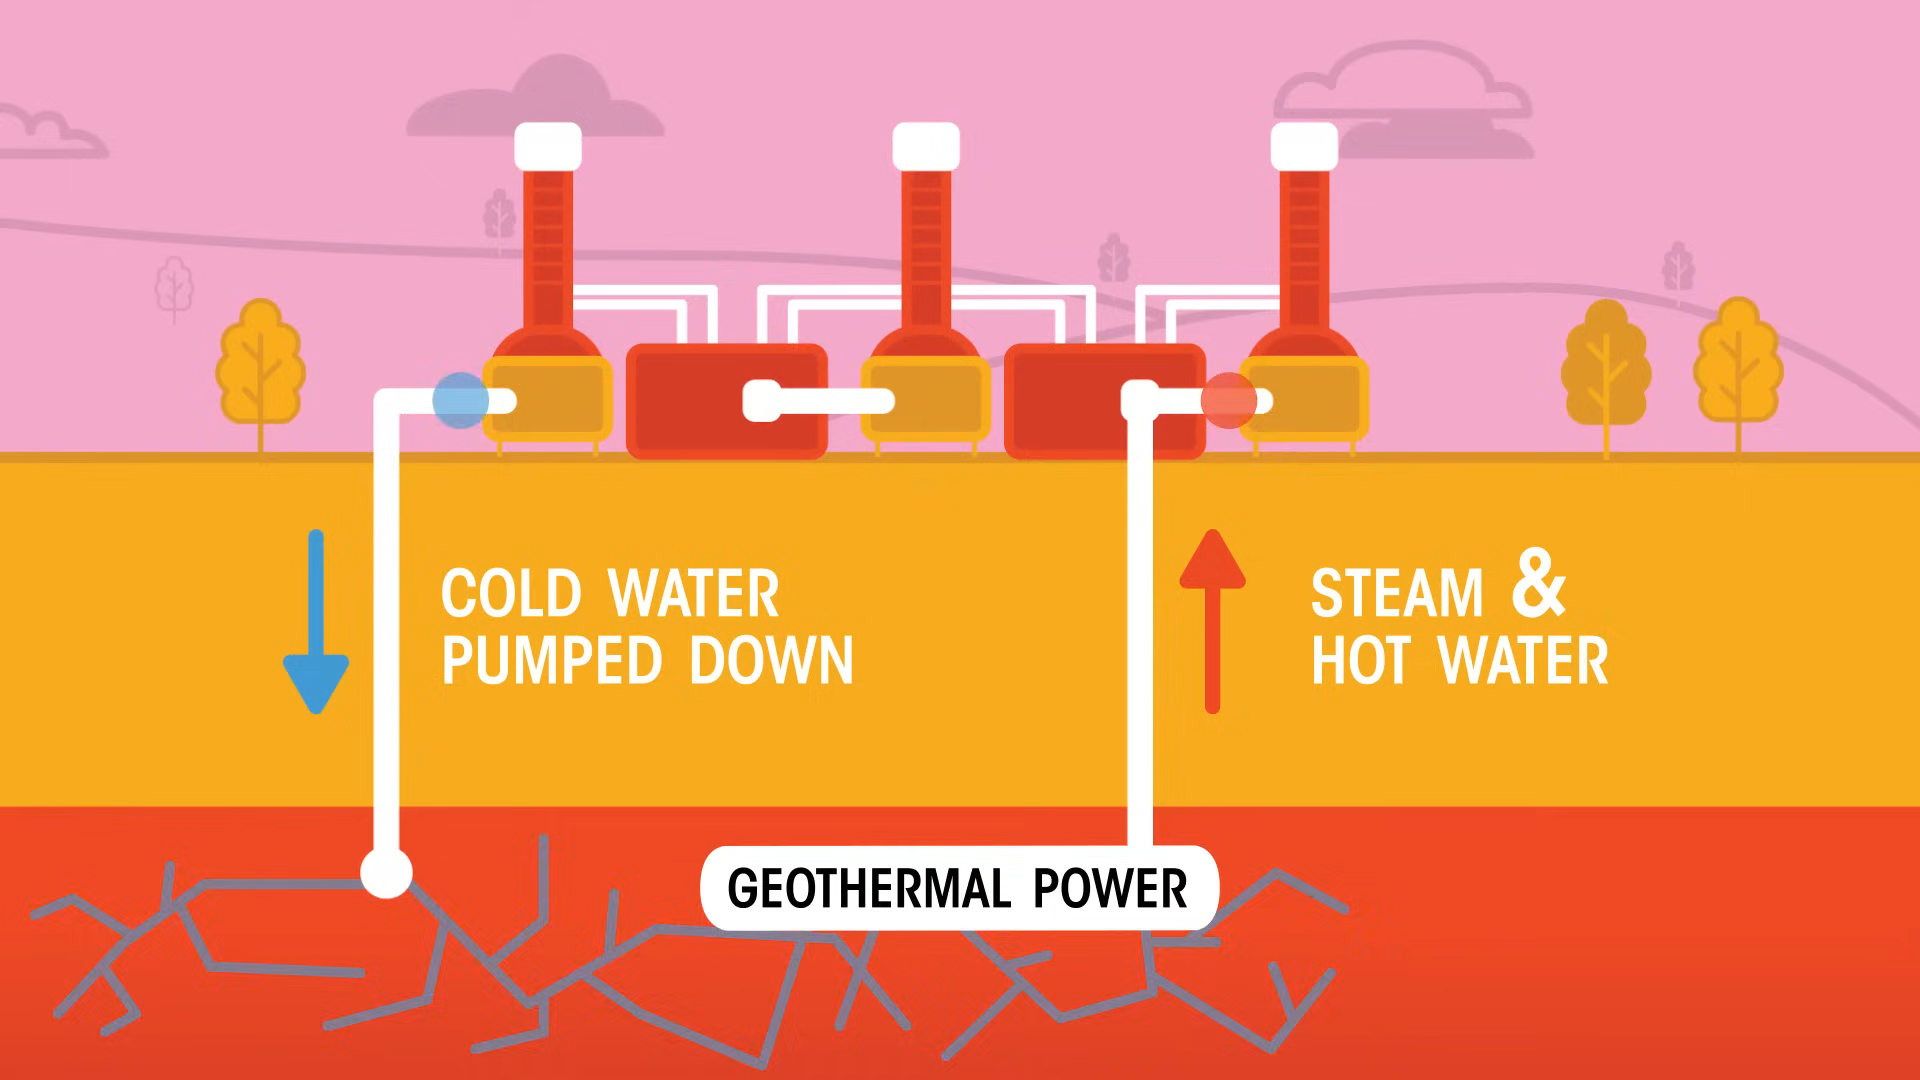 COLD WATER
PUMPED DOWN
STEAM &
HOT WATER
GEOTHERMAL POWER